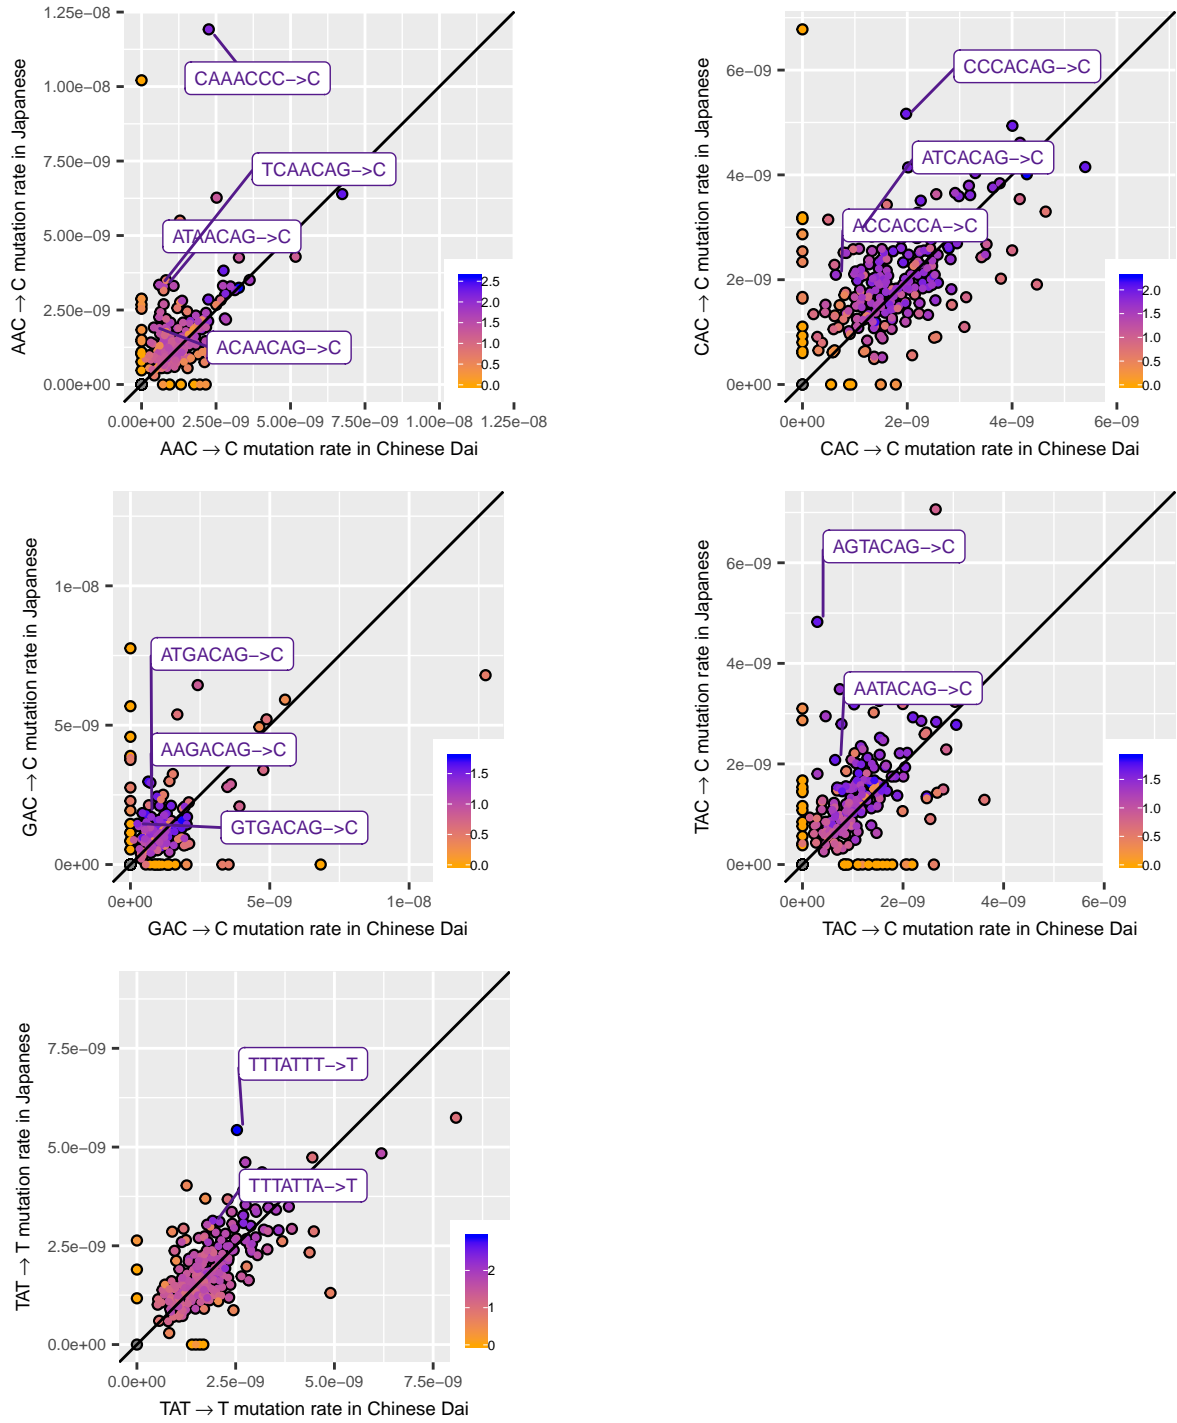 1.25e−08
1.00e−08
7.50e−09
5.00e−09
2.50e−09
0.00e+00
AAC → C mutation rate in Japanese
CAAACCC−>C
TCAACAG−>C
ATAACAG−>C
ACAACAG−>C
2.5
2.0
1.5
1.0
0.5
0.0
0.00e+00 2.50e−09 5.00e−09 7.50e−09 1.00e−08 1.25e−08
AAC → C mutation rate in Chinese Dai
6e−09
4e−09
2e−09
0e+00
CAC → C mutation rate in Japanese
CCCACAG−>C
ATCACAG−>C
ACCACCA−>C
2.0
1.5
1.0
0.5
0.0
0e+00 2e−09 4e−09 6e−09
CAC → C mutation rate in Chinese Dai
1e−08
5e−09
0e+00
GAC → C mutation rate in Japanese
ATGACAG−>C
AAGACAG−>C
GTGACAG−>C
1.5
1.0
0.5
0.0
0e+00 5e−09 1e−08
GAC → C mutation rate in Chinese Dai
6e−09
4e−09
2e−09
0e+00
TAC → C mutation rate in Japanese
AGTACAG−>C
AATACAG−>C
1.5
1.0
0.5
0.0
0e+00 2e−09 4e−09 6e−09
TAC → C mutation rate in Chinese Dai
7.5e−09
5.0e−09
2.5e−09
0.0e+00
TAT → T mutation rate in Japanese
TTTATTT−>T
TTTATTA−>T
2
1
0
0.0e+00 2.5e−09 5.0e−09 7.5e−09
TAT → T mutation rate in Chinese Dai